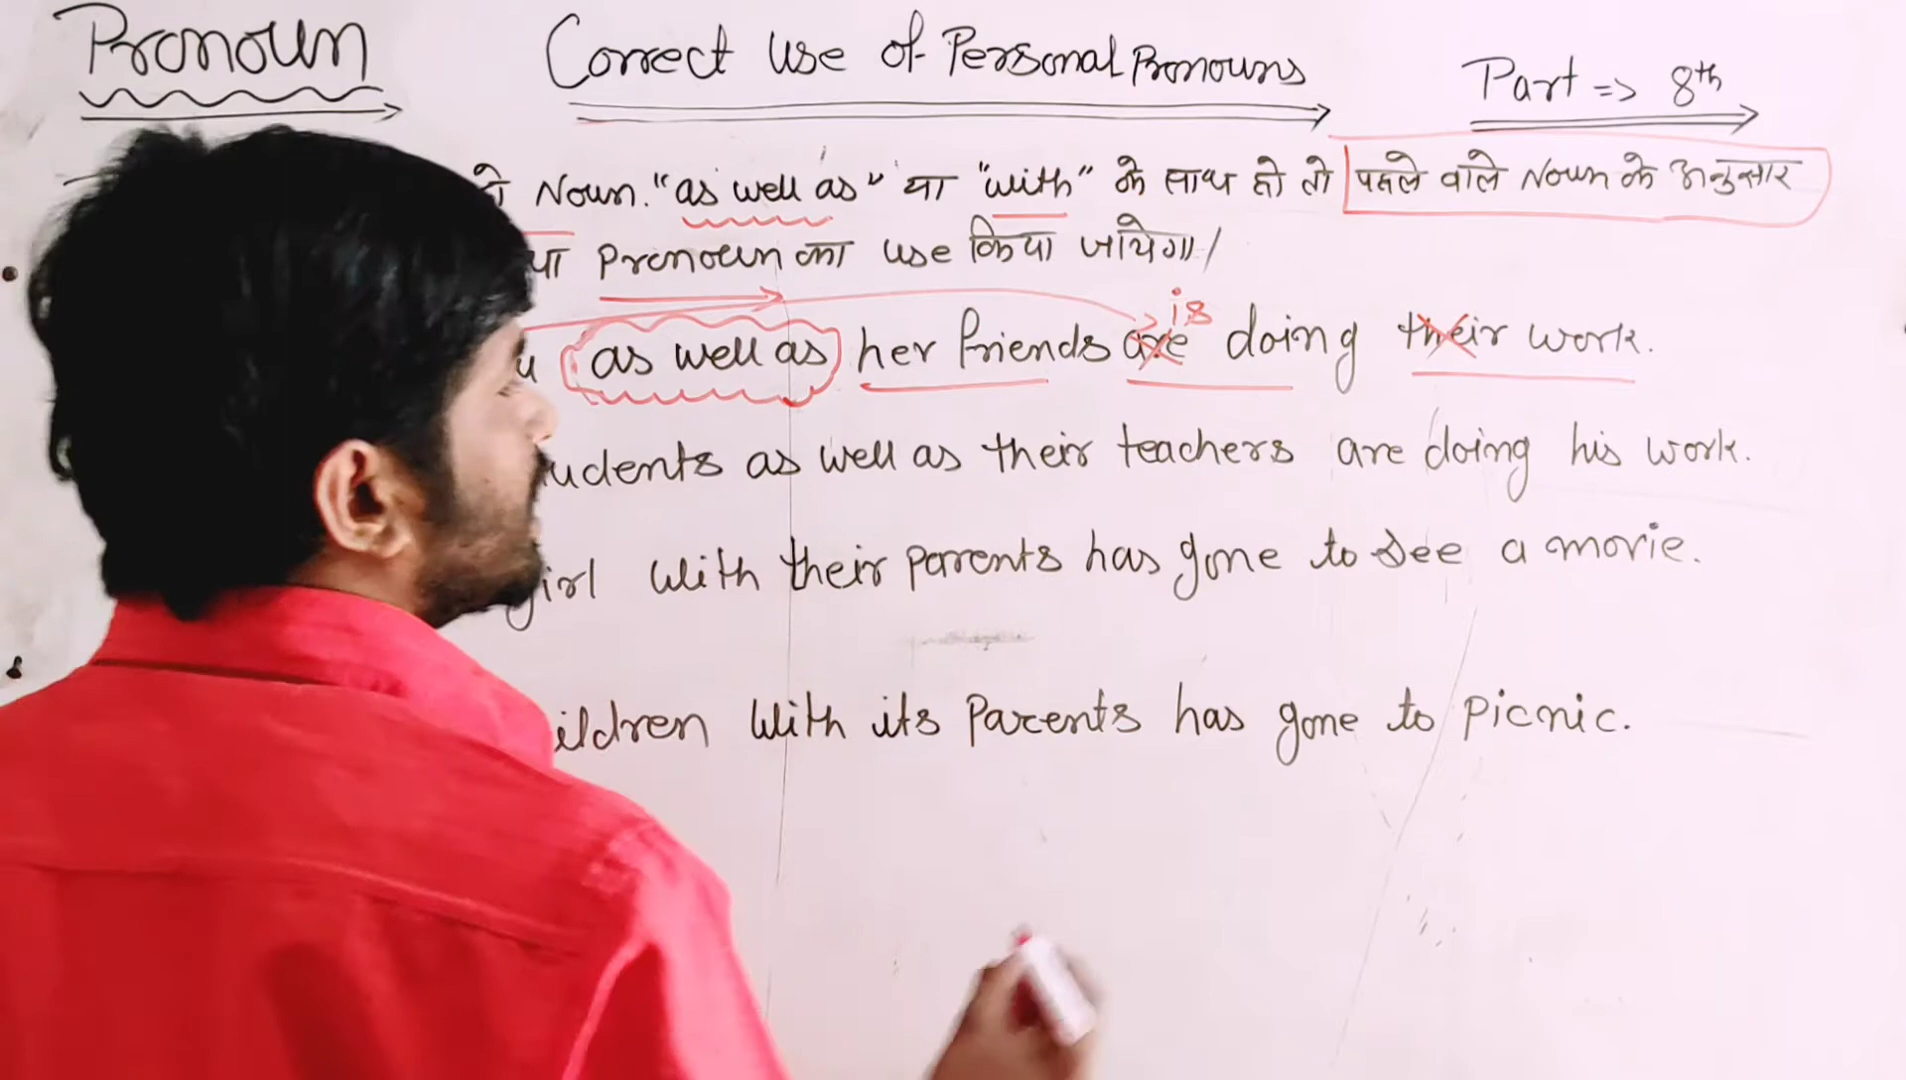 Pronoun Correct use of Personal Pronouns Part => 8th
Noun. "as well as" या "with" के साथ हो तो पहले वाले Noun के अनुसार
या Pronoun का use किया जायेगा।
is
as well as her friends are doing their work.
udents as well as their teachers are doing his work.
girl with their parents has gone to see a movie.
ildren with its Parents has gone to picnic.